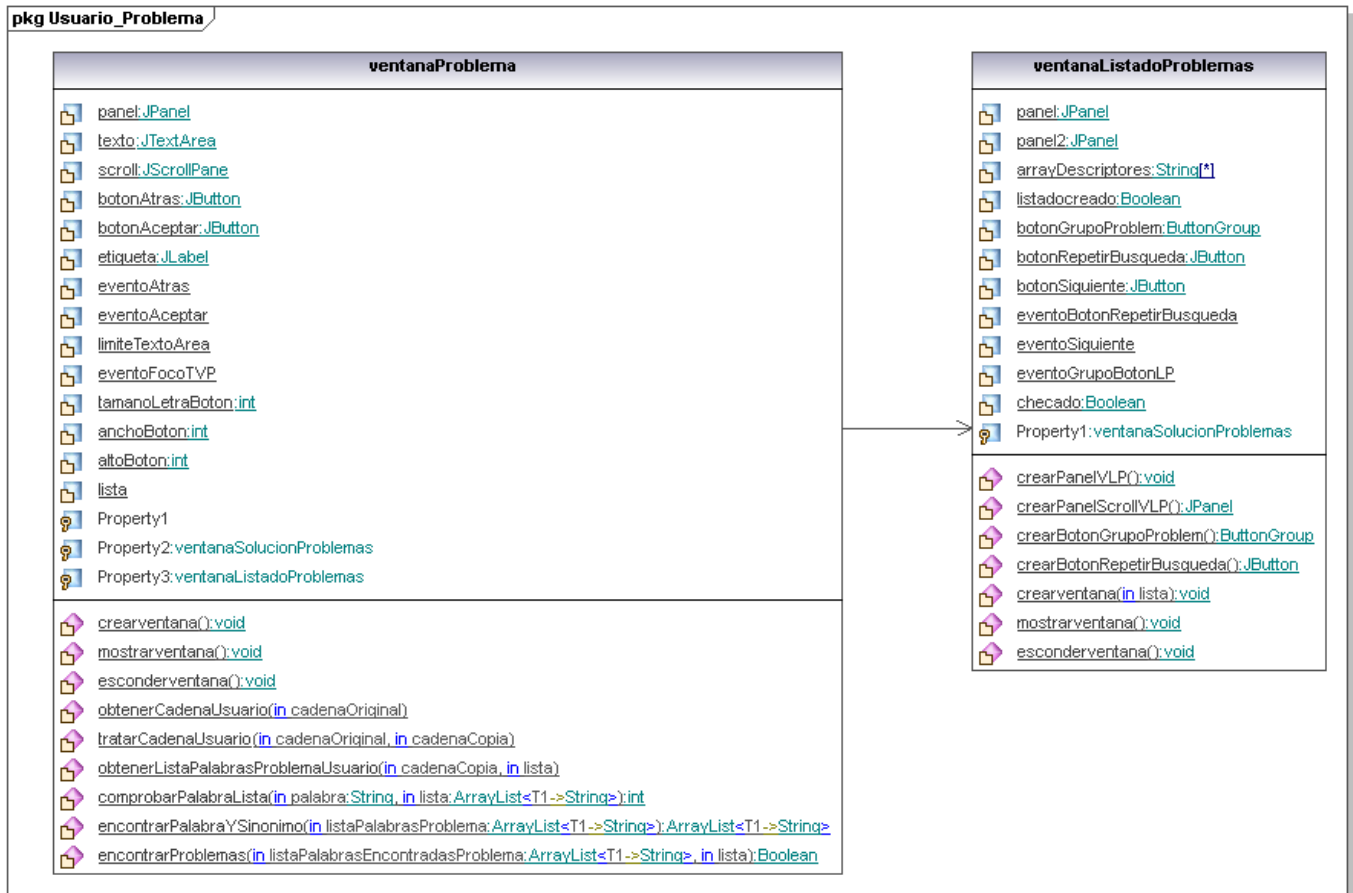 pkg Usuario_Problema
ventanaProblema
panel:JPanel
texto:JTextArea
scroll:JScrollPane
botonAtras:JButton
botonAceptar:JButton
etiqueta:JLabel
eventoAtras
eventoAceptar
limiteTextoArea
eventoFocoTVP
tamanoLetraBoton:int
anchoBoton:int
altoBoton:int
lista
Property1
Property2:ventanaSolucionProblemas
Property3:ventanaListadoProblemas
crearventana():void
mostrarventana():void
esconderventana():void
obtenerCadenaUsuario(in cadenaOriginal)
tratarCadenaUsuario(in cadenaOriginal, in cadenaCopia)
obtenerListaPalabrasProblemaUsuario(in cadenaCopia, in lista)
comprobarPalabraLista(in palabra:String, in lista:ArrayList<T1->String>):int
encontrarPalabraYSinonimo(in listaPalabrasProblema:ArrayList<T1->String>):ArrayList<T1->String>
encontrarProblemas(in listaPalabrasEncontradasProblema:ArrayList<T1->String>, in lista):Boolean
ventanaListadoProblemas
panel:JPanel
panel2:JPanel
arrayDescriptores:String[*]
listadocreado:Boolean
botonGrupoProblem:ButtonGroup
botonRepetirBusqueda:JButton
botonSiguiente:JButton
eventoBotonRepetirBusqueda
eventoSiguiente
eventoGrupoBotonLP
checado:Boolean
Property1:ventanaSolucionProblemas
crearPanelVLP():void
crearPanelScrollVLP():JPanel
crearBotonGrupoProblem():ButtonGroup
crearBotonRepetirBusqueda():JButton
crearventana(in lista):void
mostrarventana():void
esconderventana():void